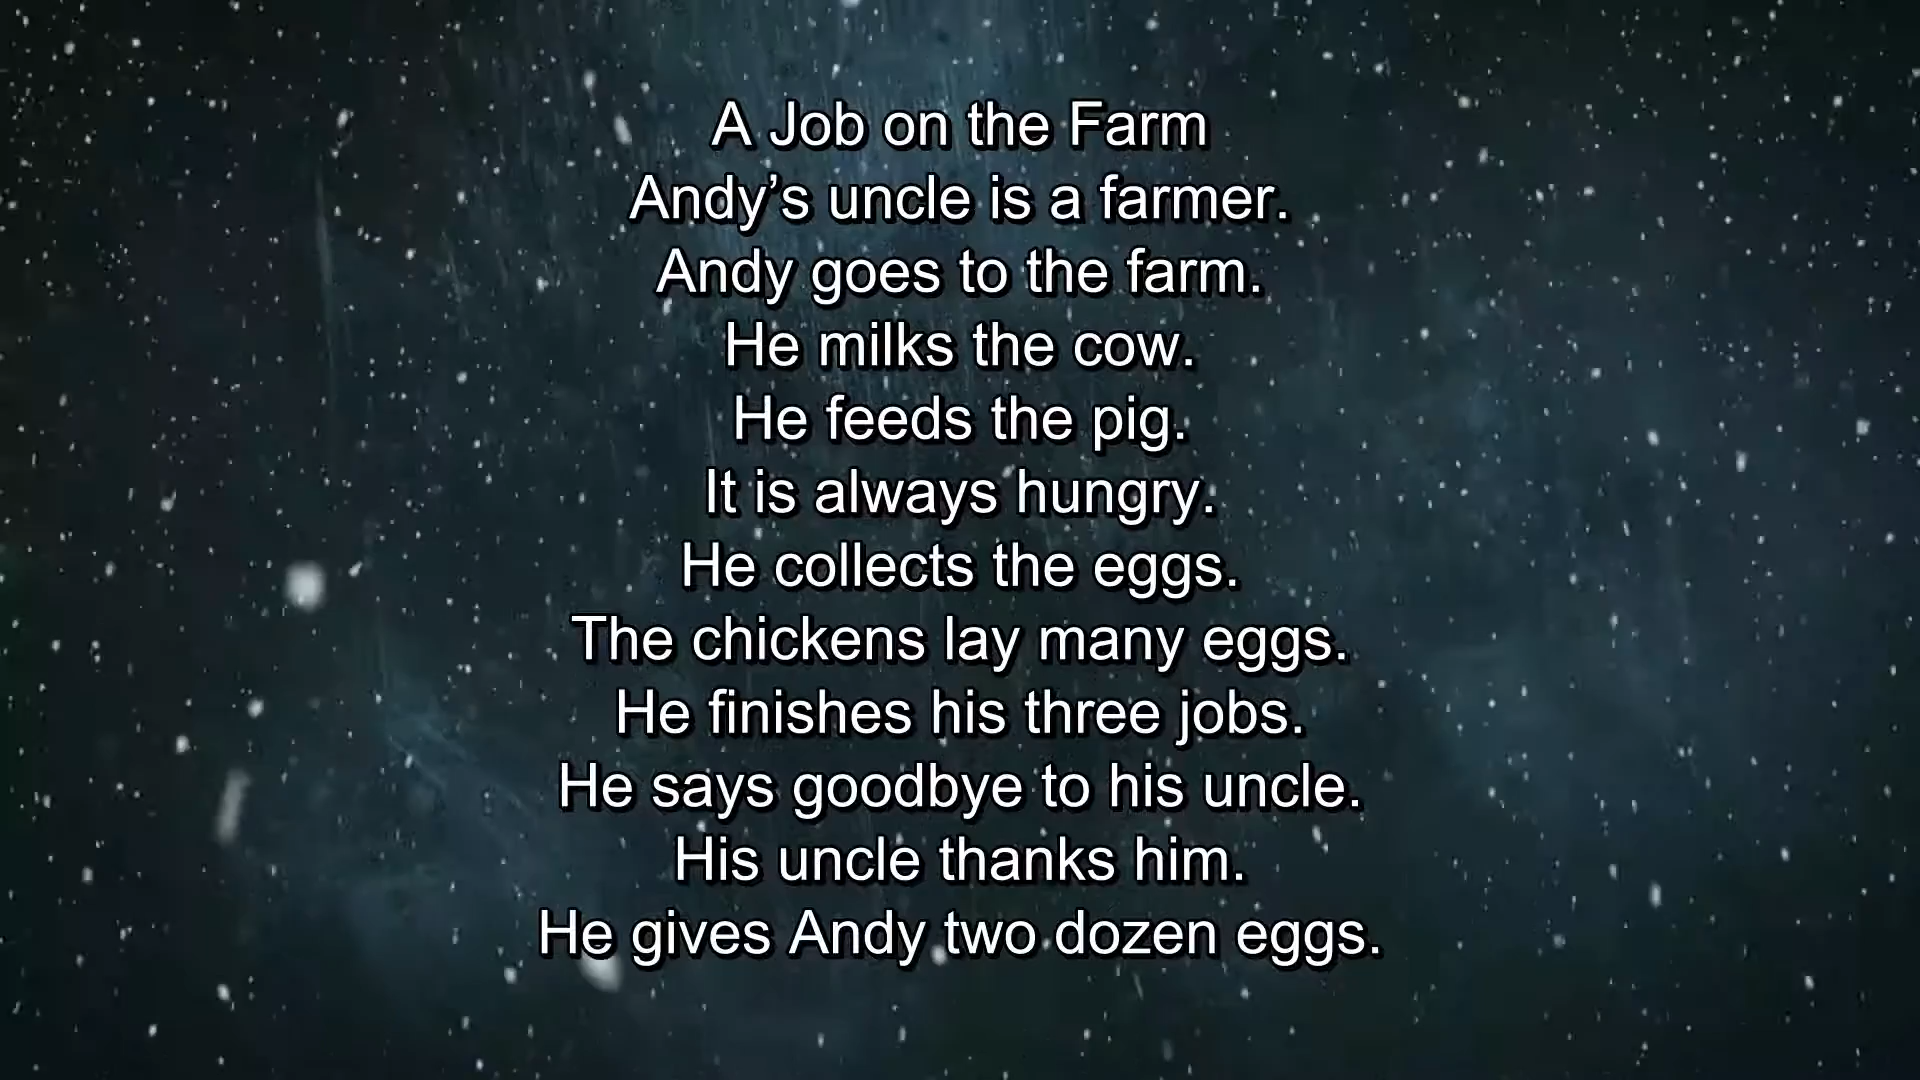 A Job on the Farm
Andy’s uncle is a farmer.
Andy goes to the farm.
He milks the cow.
He feeds the pig.
It is always hungry.
He collects the eggs.
The chickens lay many eggs.
He finishes his three jobs.
He says goodbye to his uncle.
His uncle thanks him.
He gives Andy two dozen eggs.